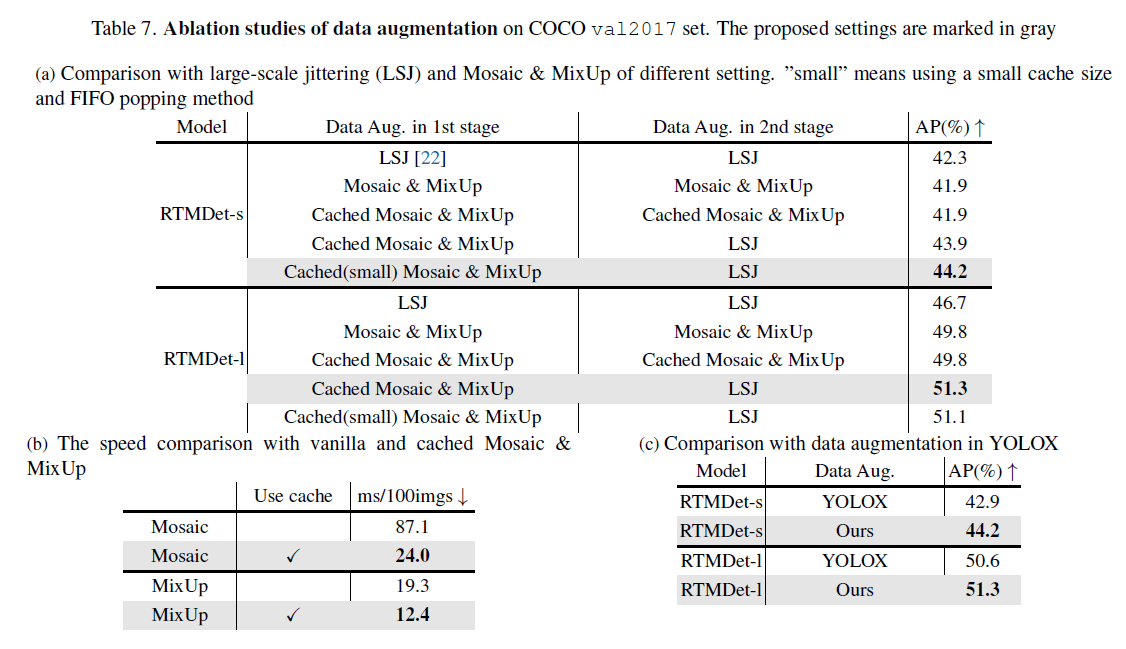 Table 7. Ablation studies of data augmentation on COCO val2017 set. The proposed settings are marked in gray
(a) Comparison with large-scale jittering (LSJ) and Mosaic & MixUp of different setting. ”small” means using a small cache size
and FIFO popping method
Model Data Aug. in 1st stage Data Aug. in 2nd stage AP(%) ↑
LSJ [22] LSJ 42.3
Mosaic & MixUp Mosaic & MixUp 41.9
RTMDet-s Cached Mosaic & MixUp Cached Mosaic & MixUp 41.9
Cached Mosaic & MixUp LSJ 43.9
Cached(small) Mosaic & MixUp LSJ 44.2
LSJ LSJ 46.7
Mosaic & MixUp Mosaic & MixUp 49.8
RTMDet-l Cached Mosaic & MixUp Cached Mosaic & MixUp 49.8
Cached Mosaic & MixUp LSJ 51.3
Cached(small) Mosaic & MixUp LSJ 51.1
(b) The speed comparison with vanilla and cached Mosaic &
MixUp
Use cache ms/100imgs ↓
Mosaic 87.1
Mosaic ✓ 24.0
MixUp 19.3
MixUp ✓ 12.4
(c) Comparison with data augmentation in YOLOX
Model Data Aug. AP(%) ↑
RTMDet-s YOLOX 42.9
RTMDet-s Ours 44.2
RTMDet-l YOLOX 50.6
RTMDet-l Ours 51.3